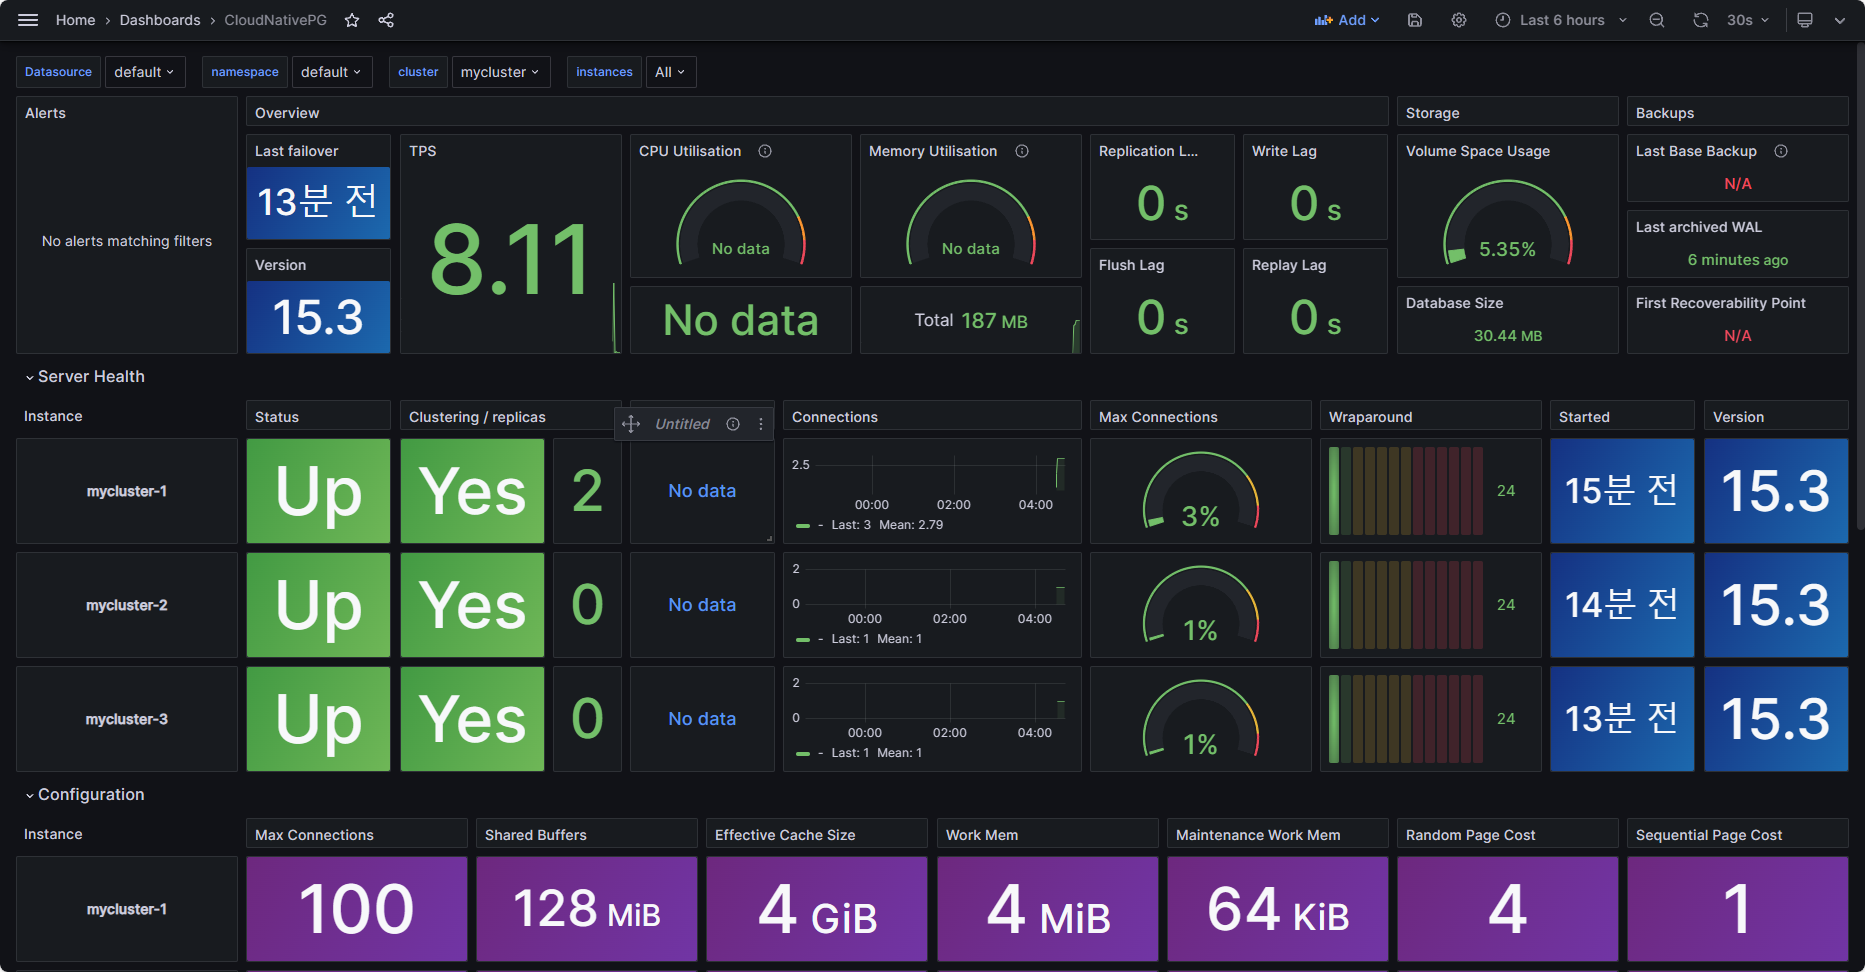 Home › Dashboards › CloudNativePG
Add
Last 6 hours
30s
Datasource default
namespace default
cluster mycluster
instances All
Alerts
No alerts matching filters
Overview
Last failover
13분 전
Version
15.3
TPS
8.11
CPU Utilisation
No data
No data
Memory Utilisation
No data
Total 187 MB
Replication L...
0 s
Write Lag
0 s
Flush Lag
0 s
Replay Lag
0 s
Storage
Volume Space Usage
5.35%
Database Size
30.44 MB
Backups
Last Base Backup
N/A
Last archived WAL
6 minutes ago
First Recoverability Point
N/A
Server Health
Instance
Status
Clustering / replicas
Untitled
Connections
Max Connections
Wraparound
Started
Version
mycluster-1
Up
Yes
2
No data
2.5
00:00 02:00 04:00
- Last: 3 Mean: 2.79
3%
24
15분 전
15.3
mycluster-2
Up
Yes
0
No data
2
0
00:00 02:00 04:00
- Last: 1 Mean: 1
1%
24
14분 전
15.3
mycluster-3
Up
Yes
0
No data
2
0
00:00 02:00 04:00
- Last: 1 Mean: 1
1%
24
13분 전
15.3
Configuration
Instance
Max Connections
Shared Buffers
Effective Cache Size
Work Mem
Maintenance Work Mem
Random Page Cost
Sequential Page Cost
mycluster-1
100
128 MiB
4 GiB
4 MiB
64 KiB
4
1